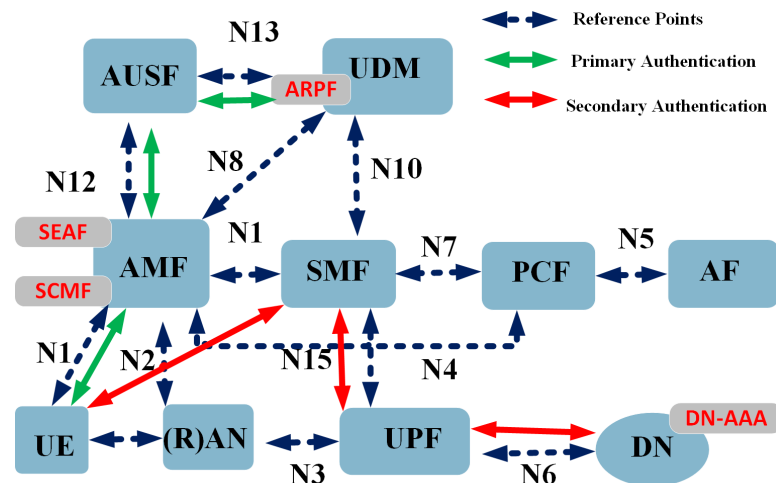 N13
Reference Points
AUSF
UDM
Primary Authentication
ARPF
Secondary Authentication
N8
N10
N12
SEAF
N1
N7
N5
AMF
SMF
PCF
AF
SCMF
N1
N2
N15
N4
DN-AAA
UE
(R)AN
UPF
DN
N3
N6